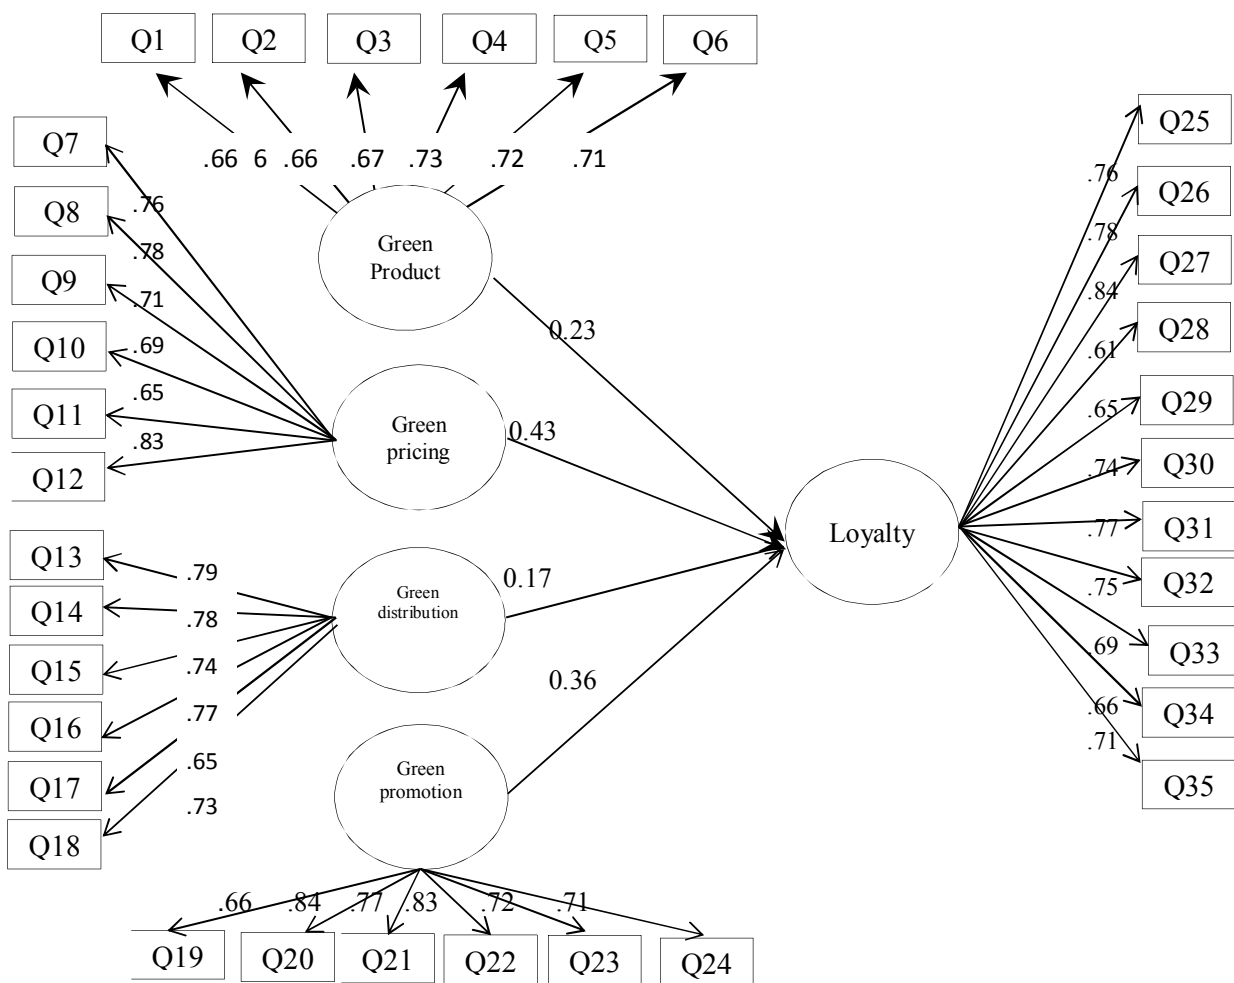 Q1 Q2 Q3 Q4 Q5 Q6
.66 6 .66 .67 .73 .72 .71
Q7
Q8
Q9
Q10
Q11
Q12
.76
.78
.71
.69
.65
.83
Green
Product
Green
pricing
Q13
Q14
Q15
Q16
Q17
Q18
.79
.78
.74
.77
.65
.73
Green
distribution
Green
promotion
.66 .84 .77 .83 .72 .71
Q19 Q20 Q21 Q22 Q23 Q24
0.23
0.43
0.17
0.36
Loyalty
.76
.78
.84
.61
.65
.74
.77
.75
.69
.66
.71
Q25
Q26
Q27
Q28
Q29
Q30
Q31
Q32
Q33
Q34
Q35